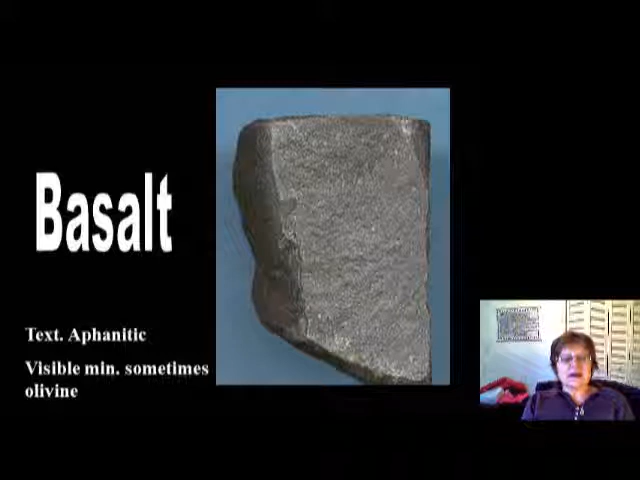 Basalt
Text. Aphanitic
Visible min. sometimes
olivine